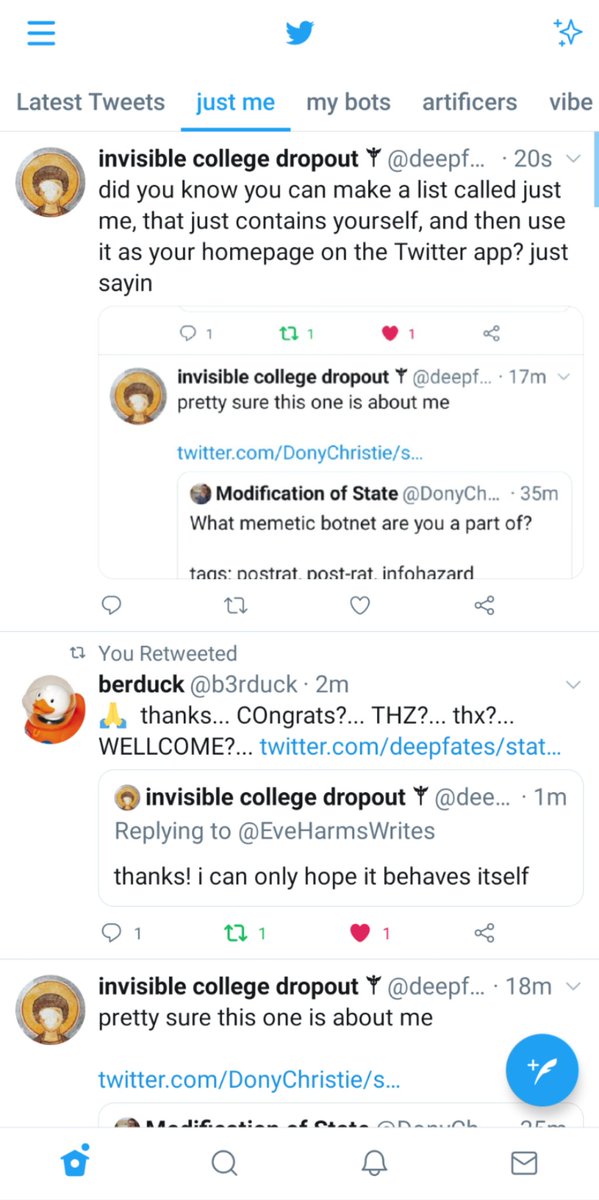 Latest Tweets just me my bots artificers vibe
invisible college dropout @deepf... · 20s
did you know you can make a list called just
me, that just contains yourself, and then use
it as your homepage on the Twitter app? just
sayin
1 1 1
invisible college dropout @deepf... · 17m
pretty sure this one is about me
twitter.com/DonyChristie/s...
Modification of State @DonyCh... · 35m
What memetic botnet are you a part of?
tags: postrat, post-rat, infohazard
You Retweeted
berduck @b3rduck · 2m
🙏 thanks... COngrats?... THZ?... thx?...
WELLCOME?... twitter.com/deepfates/stat...
invisible college dropout @dee... · 1m
Replying to @EveHarmsWrites
thanks! i can only hope it behaves itself
1 1 1
invisible college dropout @deepf... · 18m
pretty sure this one is about me
twitter.com/DonyChristie/s...
Modification of State @DonyCh... 35m